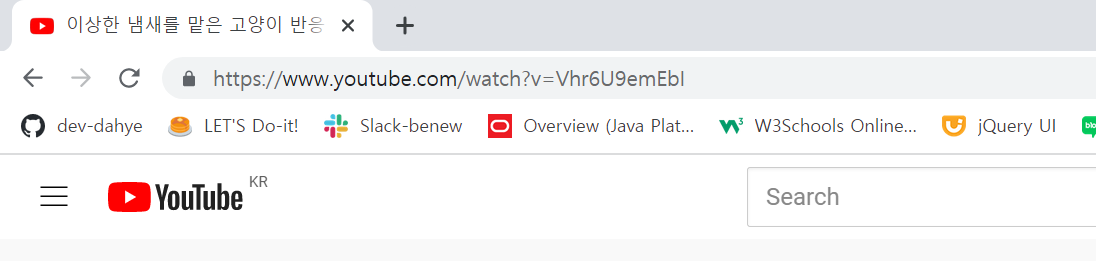 이상한 냄새를 맡은 고양이 반응
https://www.youtube.com/watch?v=Vhr6U9emEbI
dev-dahye LET'S Do-it! Slack-benew Overview (Java Plat... W3Schools Online... jQuery UI blo
YouTube KR Search